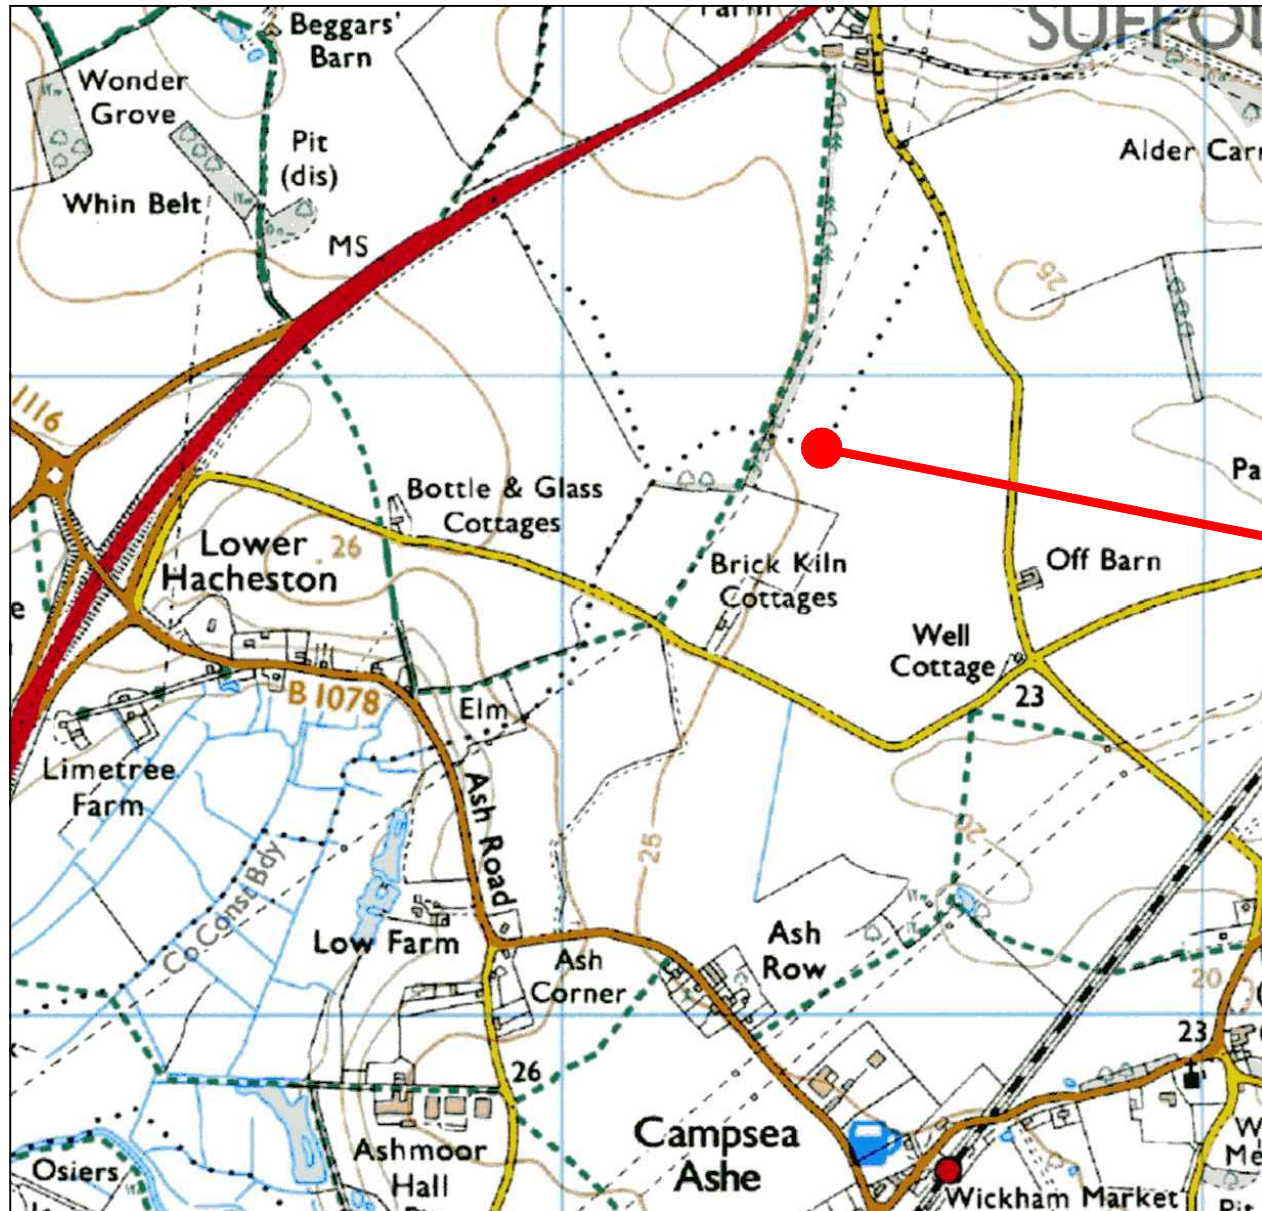 Beggars'
Barn
Farm
Wonder
Grove
Pit
(dis)
Alder
Whin Belt
MS
25
1116
Bottle & Glass
Cottages
Lower
Hacheston
26
Brick Kiln
Cottages
Off Barn
Well
Cottage
23
B 1078
Elm
Limetree
Farm
Ash Road
25
20
Co Const Bdy
Low Farm
Ash
Corner
Ash
Row
20
23
26
Campsea
Ashe
Ashmoor
Hall
Osiers
Wickham Market